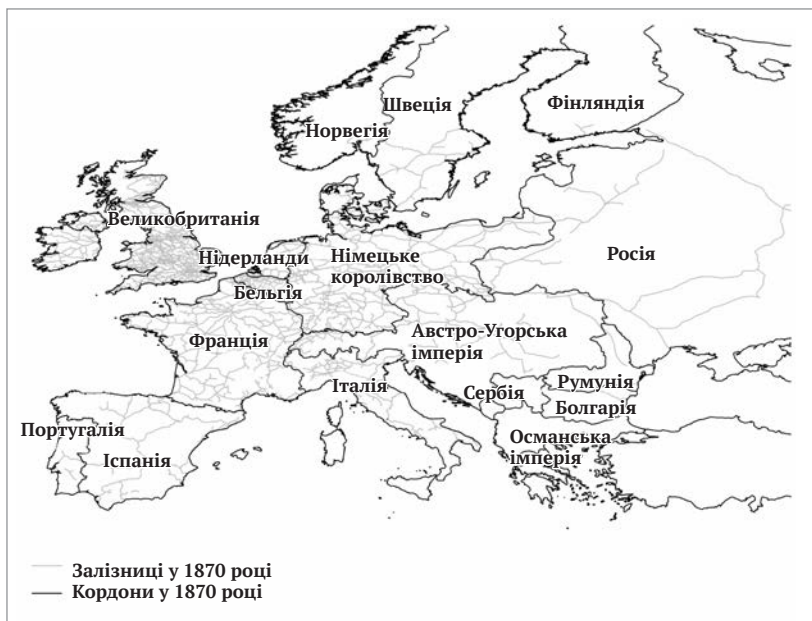 Швеція
Фінляндія
Норвегія
Великобританія
Нідерланди
Німецьке
королівство
Росія
Бельгія
Франція
Австро-Угорська
імперія
Італія
Сербія
Румунія
Болгарія
Португалія
Іспанія
Османська
імперія
Залізниці у 1870 році
Кордони у 1870 році